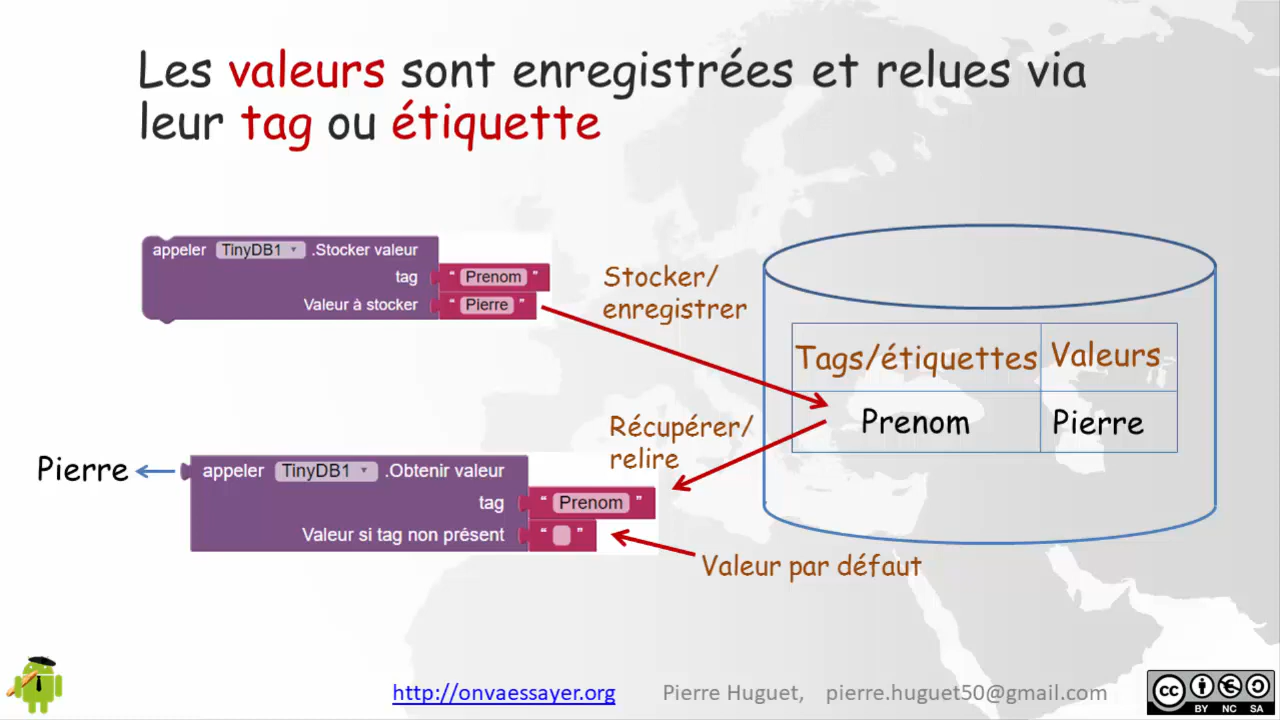 Les valeurs sont enregistrées et relues via
leur tag ou étiquette
appeler TinyDB1 .Stocker valeur
tag " Prenom "
Valeur à stocker " Pierre "
Stocker/
enregistrer
Tags/étiquettes Valeurs
Prenom Pierre
Récupérer/
relire
Pierre
appeler TinyDB1 .Obtenir valeur
tag " Prenom "
Valeur si tag non présent " "
Valeur par défaut
http://onvaessayer.org Pierre Huguet, pierre.huguet50@gmail.com
cc
BY NC SA